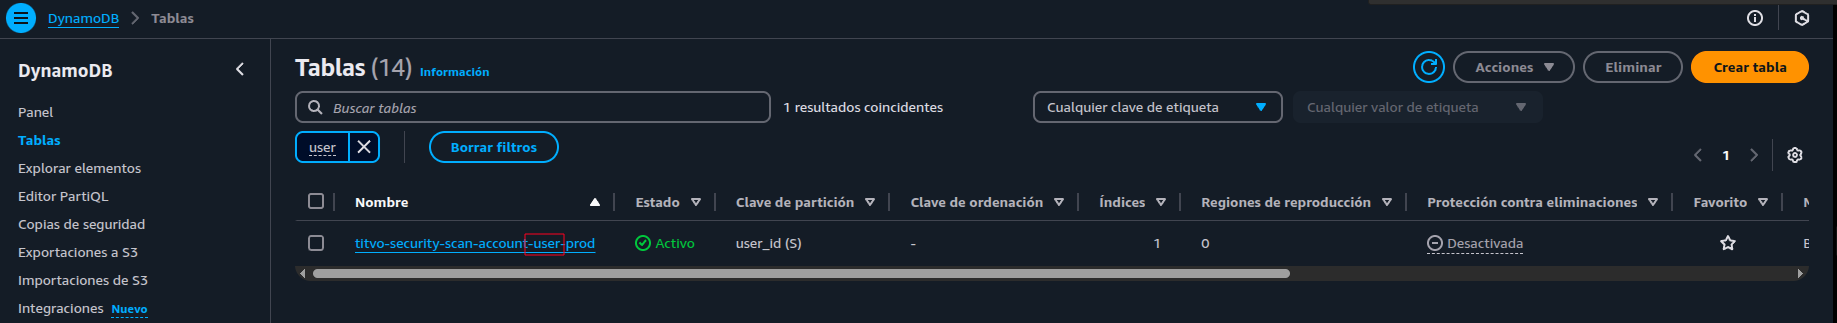 DynamoDB > Tablas
DynamoDB
Panel
Tablas
Explorar elementos
Editor PartiQL
Copias de seguridad
Exportaciones a S3
Importaciones de S3
Integraciones Nuevo
Tablas (14) Información
Acciones Eliminar Crear tabla
Buscar tablas 1 resultados coincidentes Cualquier clave de etiqueta Cualquier valor de etiqueta
user Borrar filtros
1
Nombre Estado Clave de partición Clave de ordenación Índices Regiones de reproducción Protección contra eliminaciones Favorito
titvo-security-scan-account-user-prod Activo user_id (S) - 1 0 Desactivada